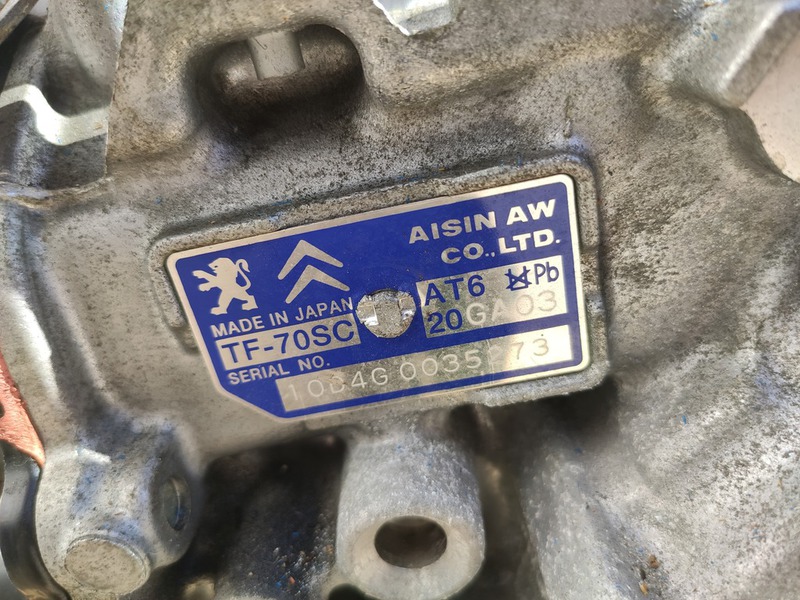 AISIN AW
CO.,LTD.
MADE IN JAPAN
AT6 Pb
TF-70SC
20GA03
SERIAL NO.